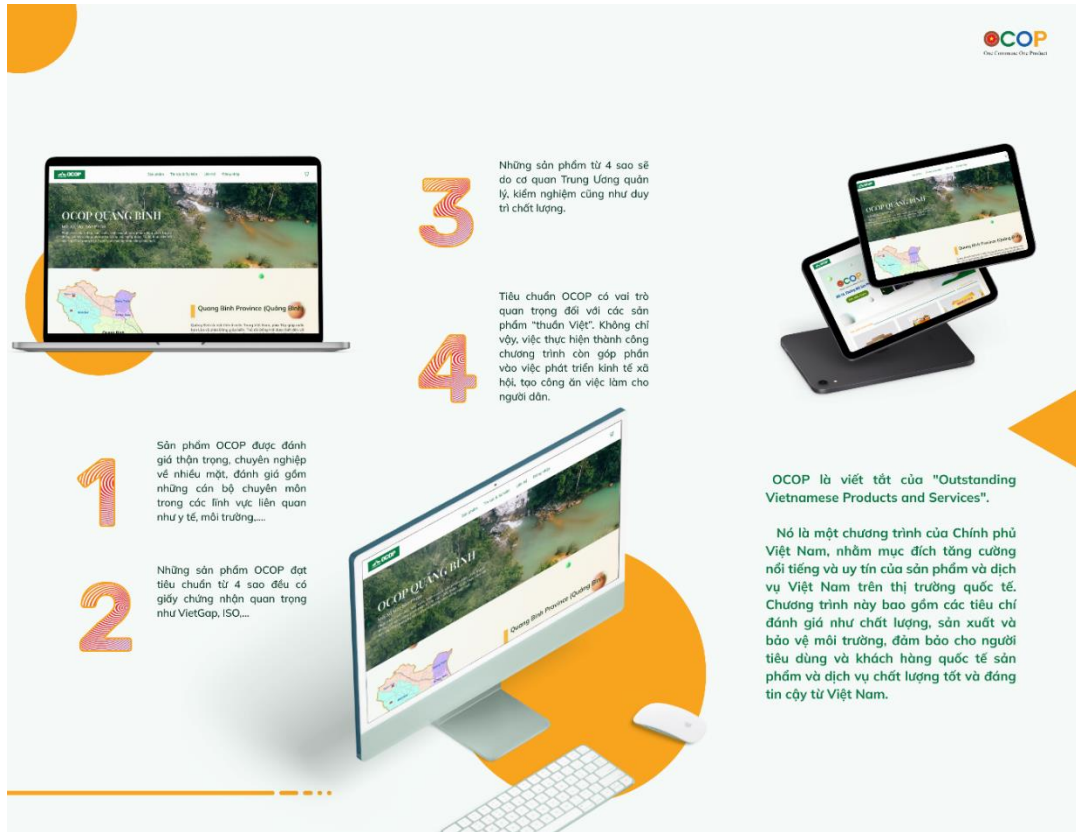 OCOP
One Commune One Product
OCOP
OCOP QUẢNG BÌNH
Quang Binh Province (Quảng Bình)
1
Sản phẩm OCOP được đánh
giá thận trọng, chuyên nghiệp
về nhiều mặt, đánh giá gồm
những cán bộ chuyên môn
trong các lĩnh vực liên quan
như y tế, môi trường,....
2
Những sản phẩm OCOP đạt
tiêu chuẩn từ 4 sao đều có
giấy chứng nhận quan trọng
như VietGap, ISO,...
3
Những sản phẩm từ 4 sao sẽ
do cơ quan Trung Ương quản
lý, kiểm nghiệm cũng như duy
trì chất lượng.
4
Tiêu chuẩn OCOP có vai trò
quan trọng đối với các sản
phẩm "thuần Việt". Không chỉ
vậy, việc thực hiện thành công
chương trình còn góp phần
vào việc phát triển kinh tế xã
hội, tạo công ăn việc làm cho
người dân.
OCOP
OCOP QUẢNG BÌNH
Quang Binh Province (Quảng Bình)
OCOP QUẢNG BÌNH
Quang Binh Province (Quảng
OCOP
OCOP là viết tắt của "Outstanding
Vietnamese Products and Services".
Nó là một chương trình của Chính phủ
Việt Nam, nhằm mục đích tăng cường
nổi tiếng và uy tín của sản phẩm và dịch
vụ Việt Nam trên thị trường quốc tế.
Chương trình này bao gồm các tiêu chí
đánh giá như chất lượng, sản xuất và
bảo vệ môi trường, đảm bảo cho người
tiêu dùng và khách hàng quốc tế sản
phẩm và dịch vụ chất lượng tốt và đáng
tin cậy từ Việt Nam.